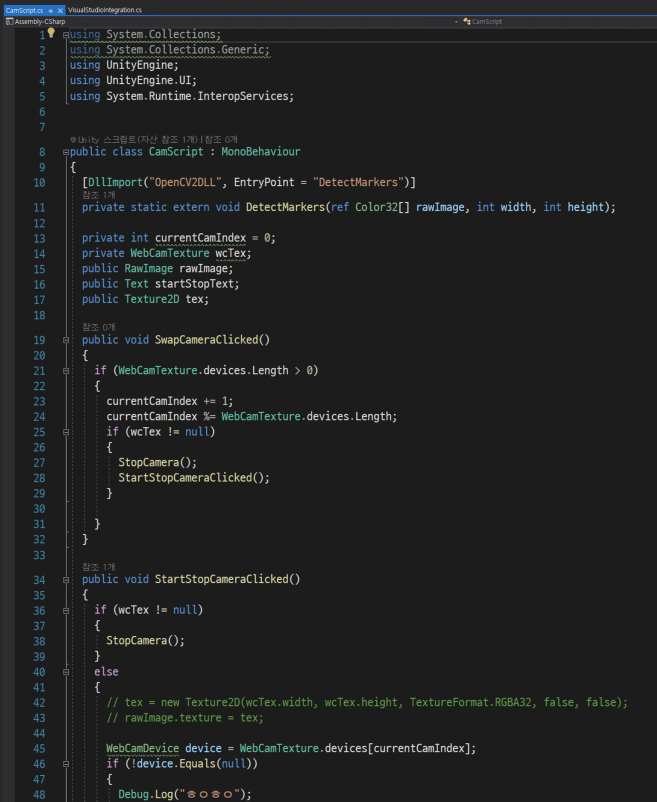 CamScript.cs VisualStudioIntegration.cs
Assembly-CSharp CamScript
1 using System.Collections;
2 using System.Collections.Generic;
3 using UnityEngine;
4 using UnityEngine.UI;
5 using System.Runtime.InteropServices;
6
7
Unity 스크립트(자산 참조 1개) | 참조 0개
8 public class CamScript : MonoBehaviour
9 {
10 [DllImport("OpenCV2DLL", EntryPoint = "DetectMarkers")]
참조 1개
11 private static extern void DetectMarkers(ref Color32[] rawImage, int width, int height);
12
13 private int currentCamIndex = 0;
14 private WebCamTexture wcTex;
15 public RawImage rawImage;
16 public Text startStopText;
17 public Texture2D tex;
18
참조 0개
19 public void SwapCameraClicked()
20 {
21 if (WebCamTexture.devices.Length > 0)
22 {
23 currentCamIndex += 1;
24 currentCamIndex %= WebCamTexture.devices.Length;
25 if (wcTex != null)
26 {
27 StopCamera();
28 StartStopCameraClicked();
29 }
30
31 }
32 }
33
참조 1개
34 public void StartStopCameraClicked()
35 {
36 if (wcTex != null)
37 {
38 StopCamera();
39 }
40 else
41 {
42 // tex = new Texture2D(wcTex.width, wcTex.height, TextureFormat.RGBA32, false, false);
43 // rawImage.texture = tex;
44
45 WebCamDevice device = WebCamTexture.devices[currentCamIndex];
46 if (!device.Equals(null))
47 {
48 Debug.Log("ㅎㅇㅎㅇ");